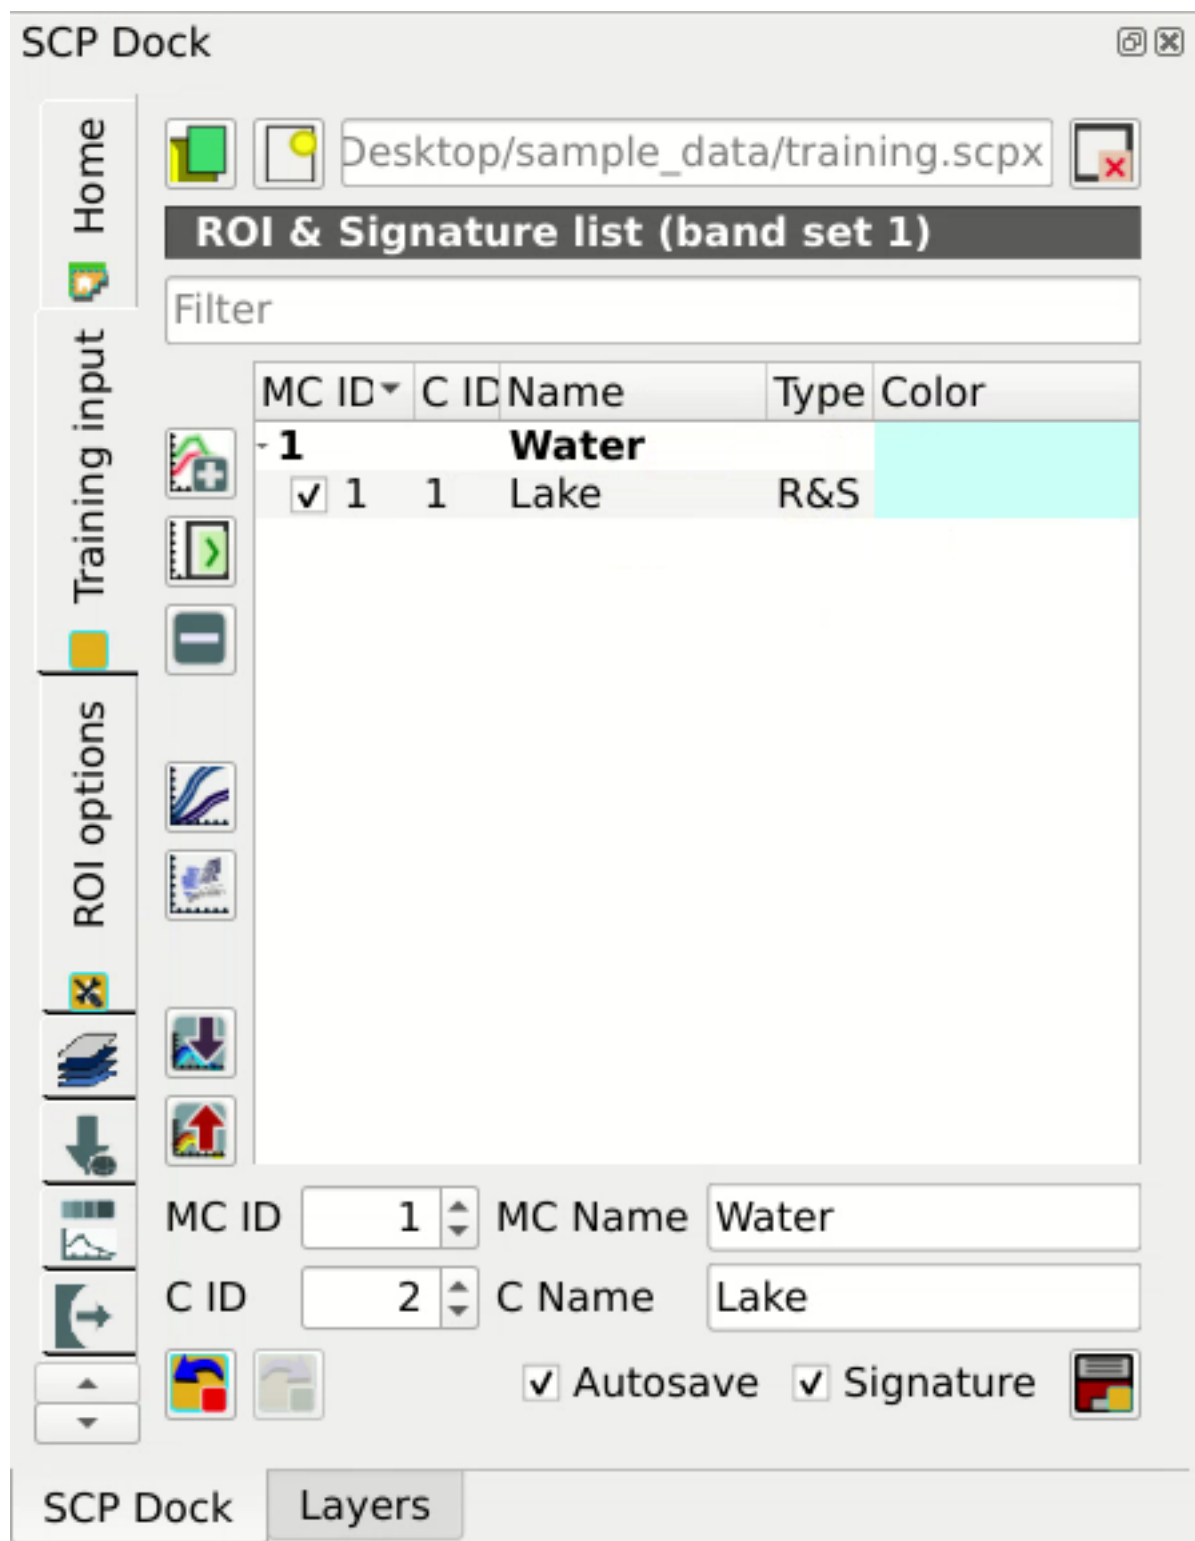 SCP Dock
Home
Training input
ROI options
Desktop/sample_data/training.scpx
ROI & Signature list (band set 1)
Filter
MC ID C ID Name Type Color
1 Water
1 1 Lake R&S
MC ID 1 MC Name Water
C ID 2 C Name Lake
Autosave Signature
SCP Dock Layers